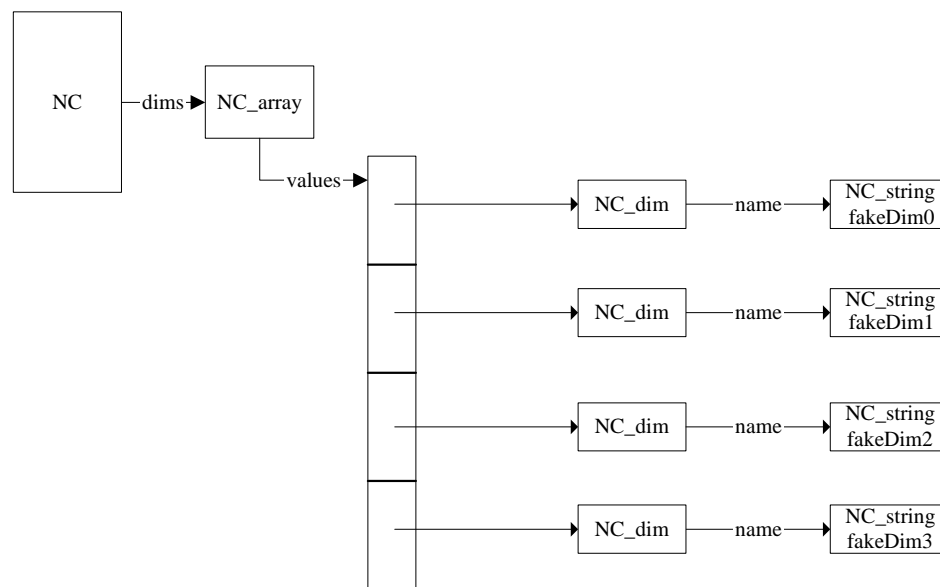 NC
dims
NC_array
values
NC_dim
name
NC_string
fakeDim0
NC_dim
name
NC_string
fakeDim1
NC_dim
name
NC_string
fakeDim2
NC_dim
name
NC_string
fakeDim3